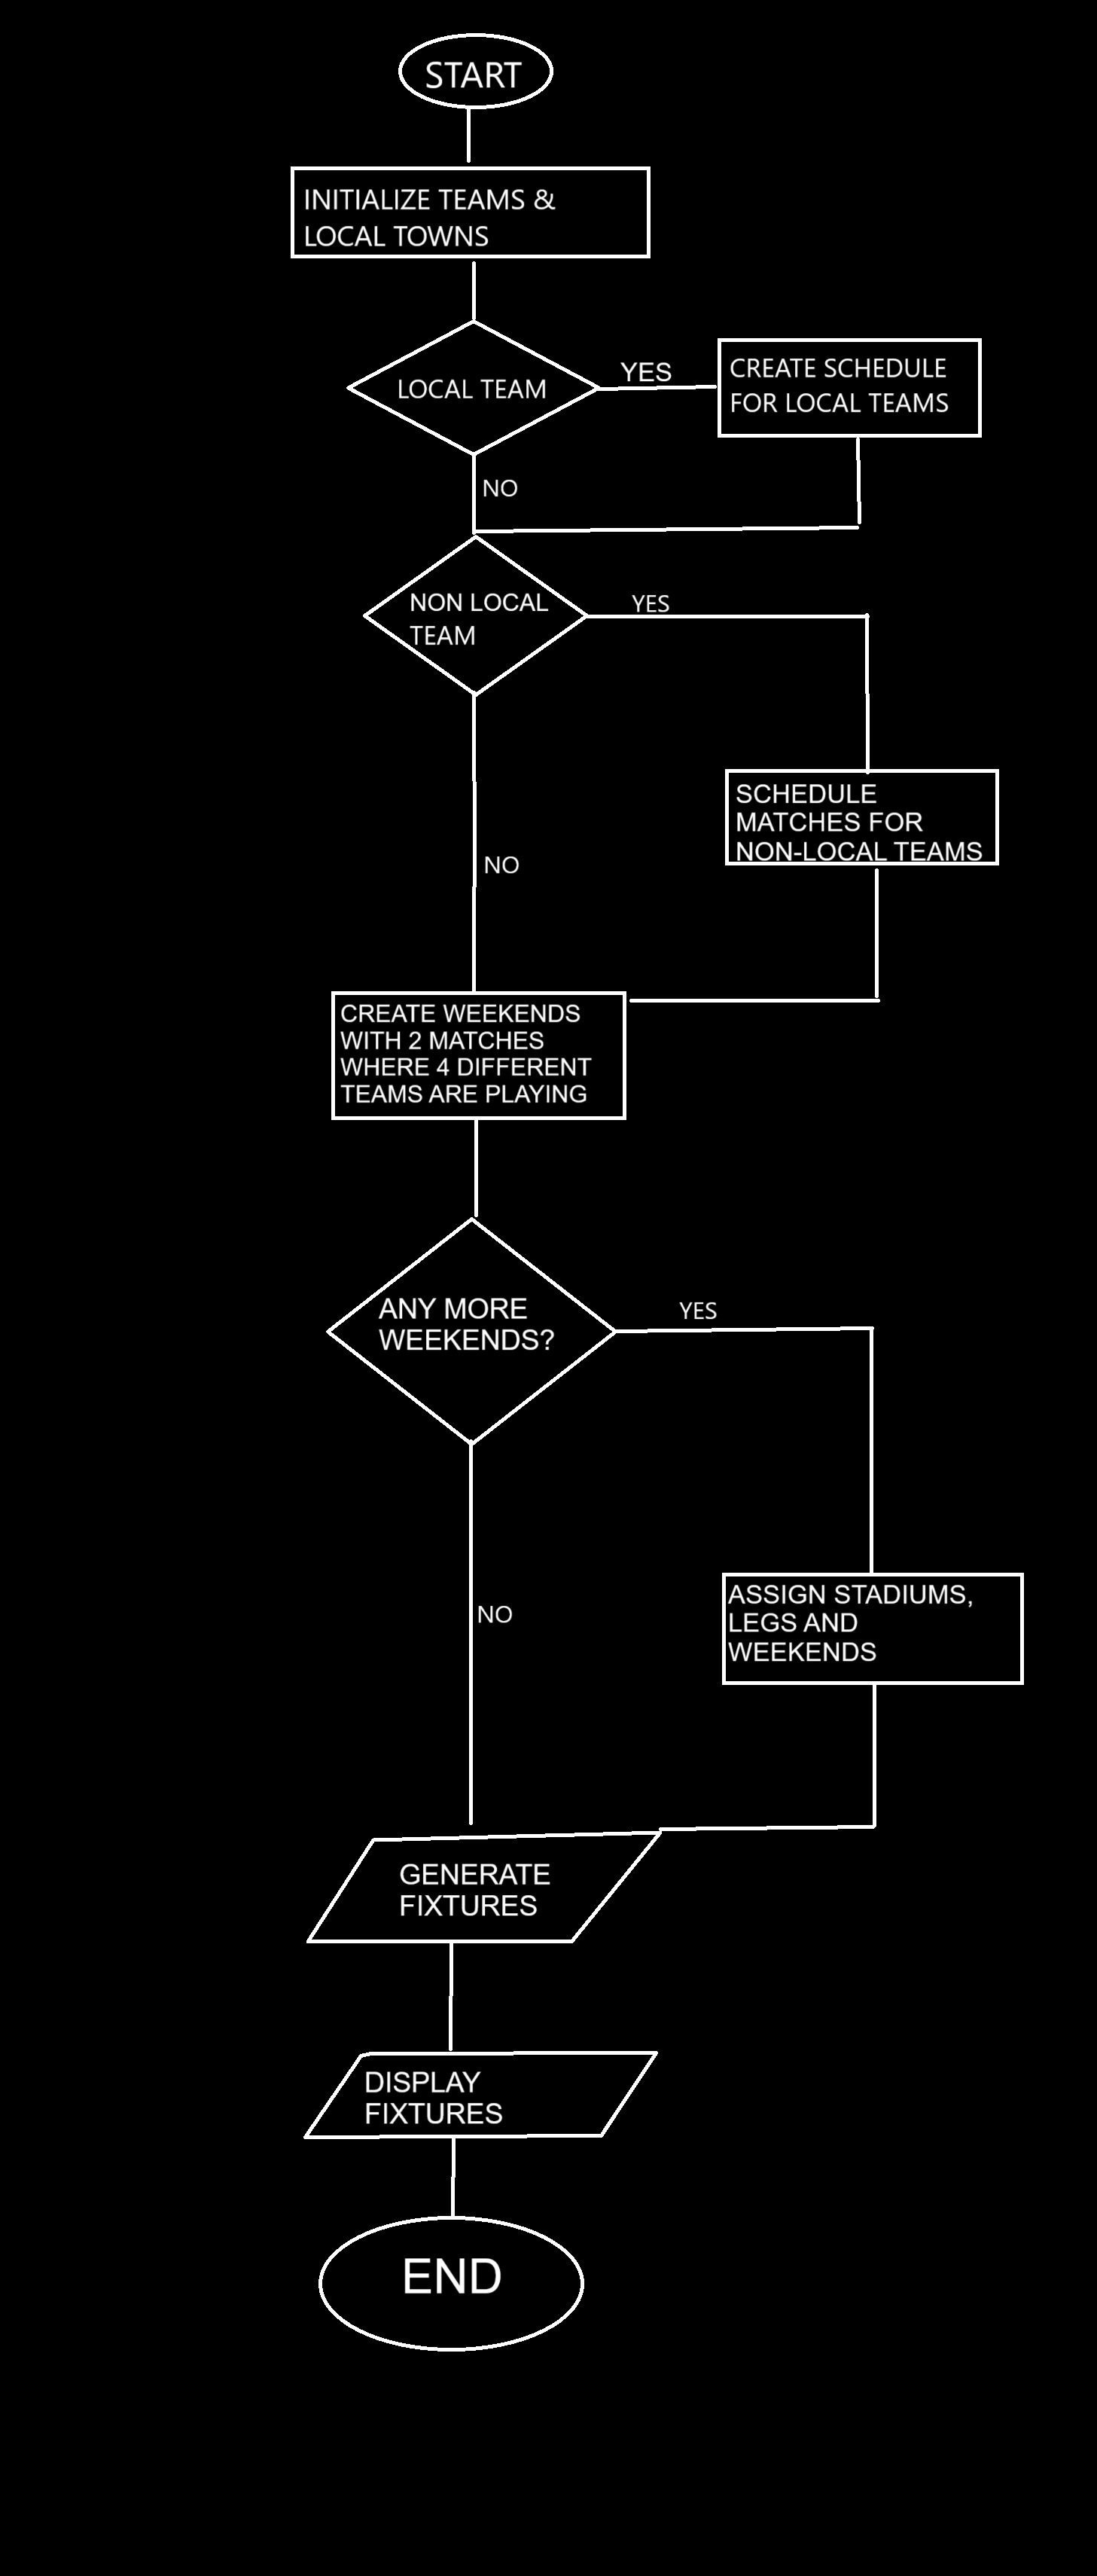 START
INITIALIZE TEAMS &
LOCAL TOWNS
LOCAL TEAM
YES
CREATE SCHEDULE
FOR LOCAL TEAMS
NO
NON LOCAL
TEAM
YES
SCHEDULE
MATCHES FOR
NON-LOCAL TEAMS
NO
CREATE WEEKENDS
WITH 2 MATCHES
WHERE 4 DIFFERENT
TEAMS ARE PLAYING
ANY MORE
WEEKENDS?
YES
ASSIGN STADIUMS,
LEGS AND
WEEKENDS
NO
GENERATE
FIXTURES
DISPLAY
FIXTURES
END